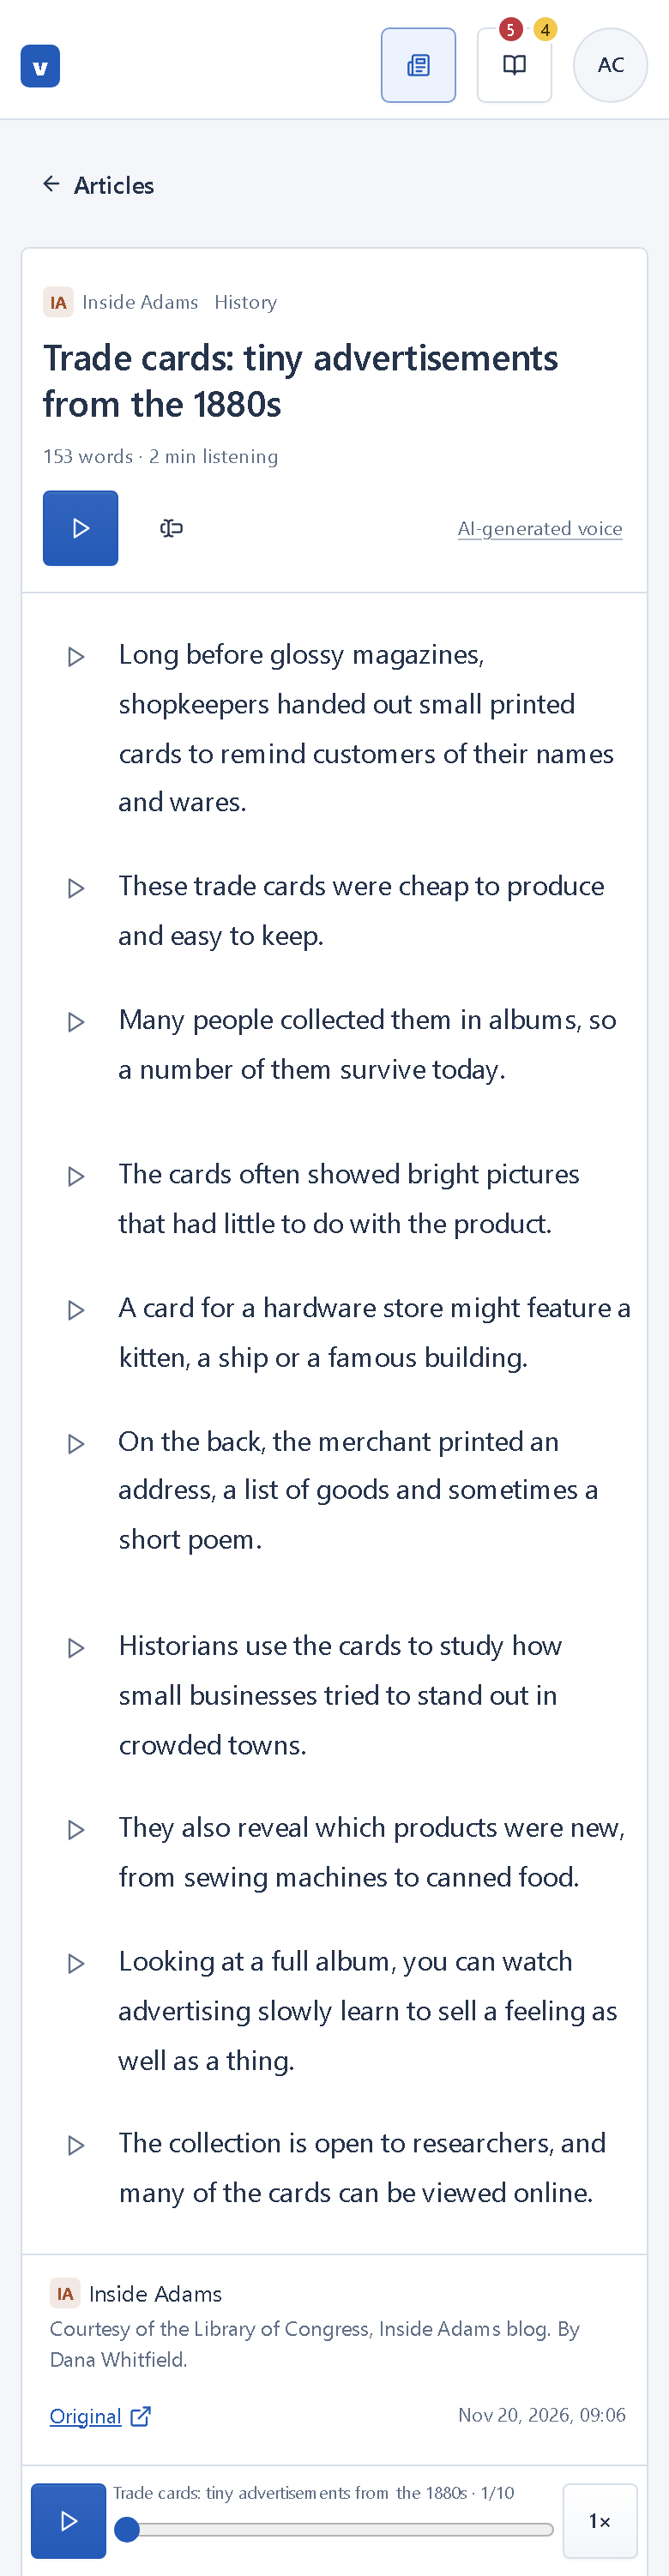 v
5
4
AC
Articles
IA Inside Adams History
Trade cards: tiny advertisements
from the 1880s
153 words · 2 min listening
AI-generated voice
Long before glossy magazines,
shopkeepers handed out small printed
cards to remind customers of their names
and wares.
These trade cards were cheap to produce
and easy to keep.
Many people collected them in albums, so
a number of them survive today.
The cards often showed bright pictures
that had little to do with the product.
A card for a hardware store might feature a
kitten, a ship or a famous building.
On the back, the merchant printed an
address, a list of goods and sometimes a
short poem.
Historians use the cards to study how
small businesses tried to stand out in
crowded towns.
They also reveal which products were new,
from sewing machines to canned food.
Looking at a full album, you can watch
advertising slowly learn to sell a feeling as
well as a thing.
The collection is open to researchers, and
many of the cards can be viewed online.
IA Inside Adams
Courtesy of the Library of Congress, Inside Adams blog. By
Dana Whitfield.
Original
Nov 20, 2026, 09:06
Trade cards: tiny advertisements from the 1880s · 1/10
1×